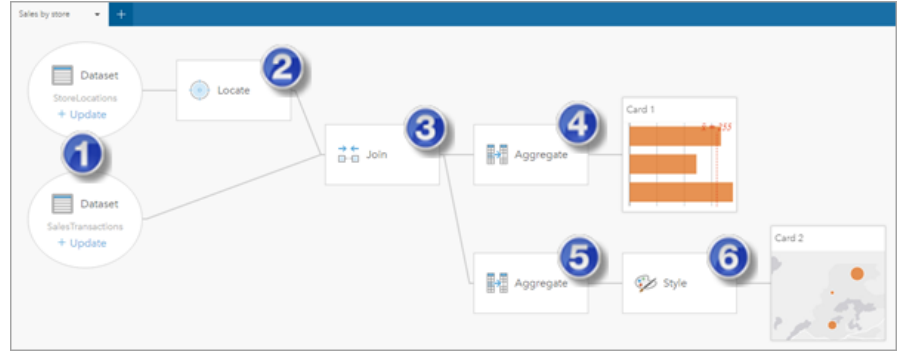 Sales by store
+
Dataset
StoreLocations
+ Update
1
Dataset
SalesTransactions
+ Update
2
Locate
3
Join
4
Aggregate
Card 1
x̄ = 255
5
Aggregate
6
Style
Card 2